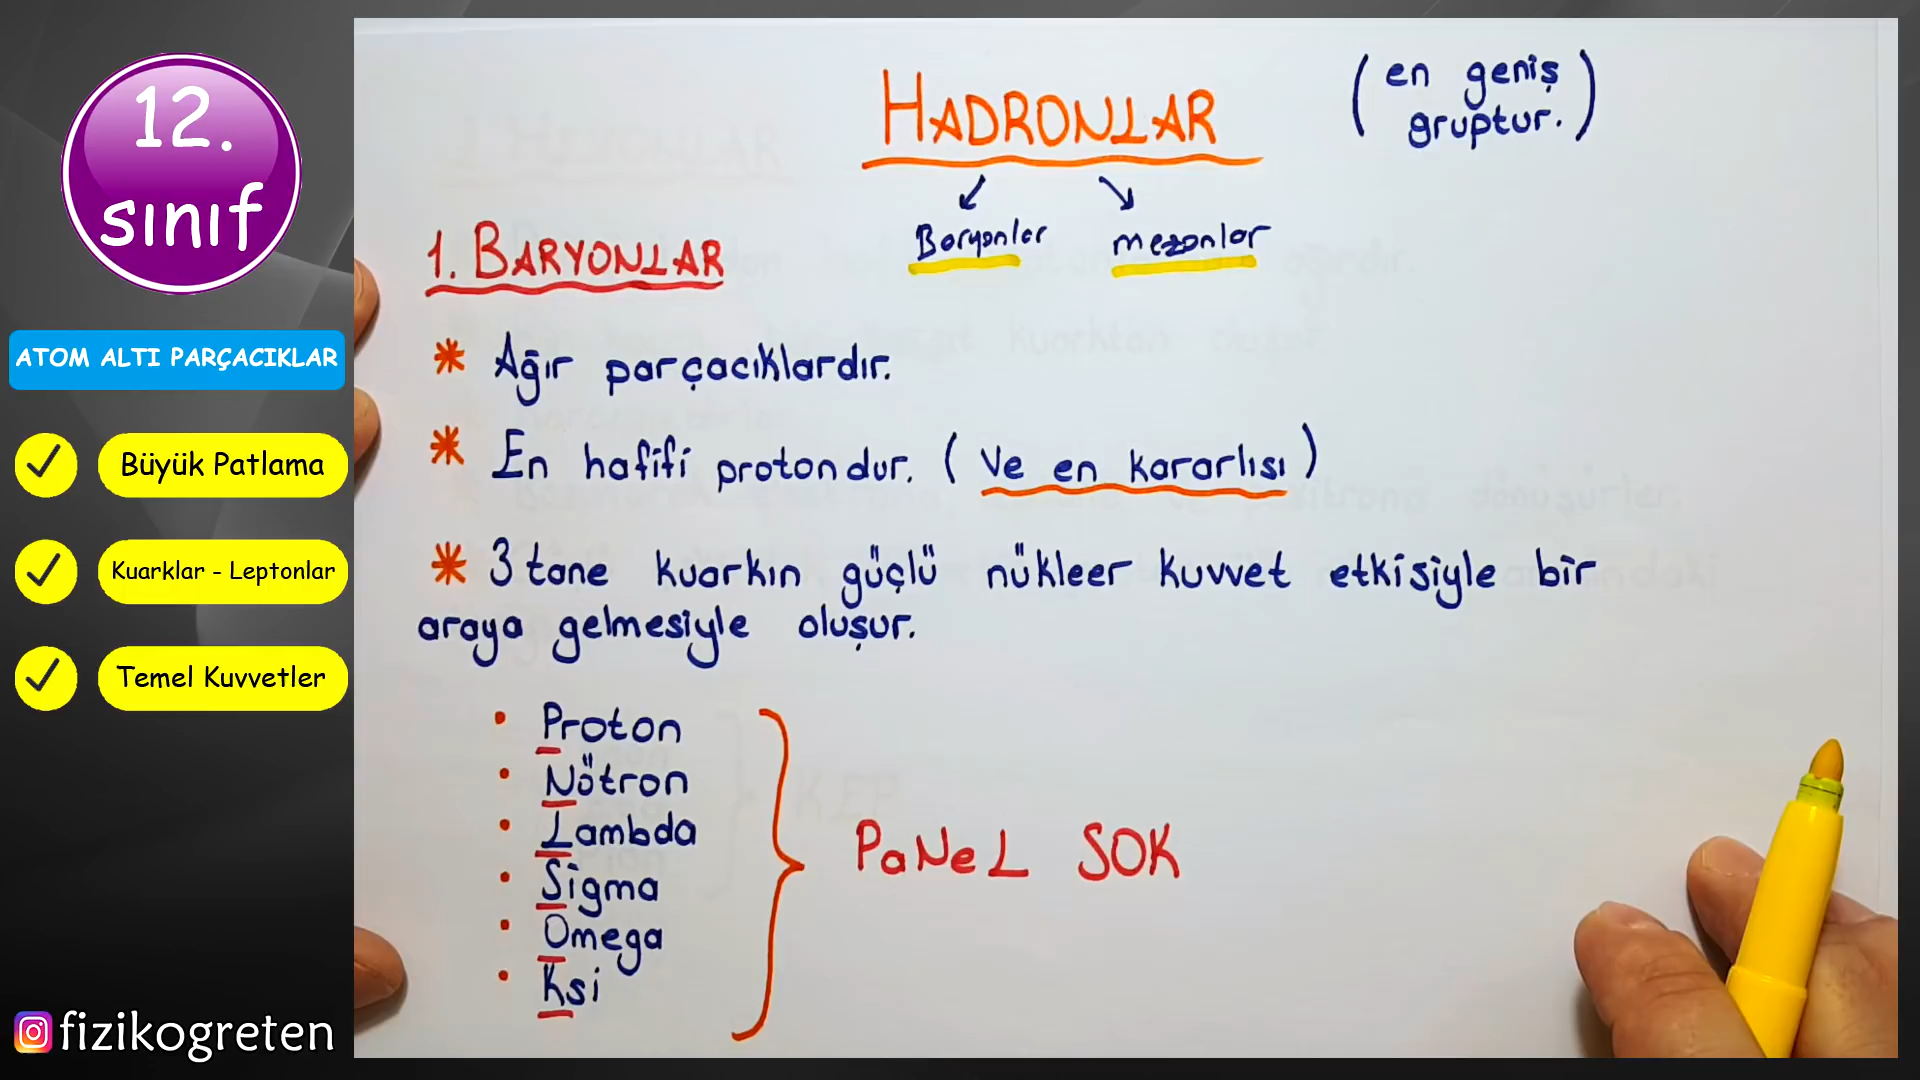 12.
sınıf
ATOM ALTI PARÇACIKLAR
Büyük Patlama
Kuarklar - Leptonlar
Temel Kuvvetler
fizikogreten
HADRONLAR
(en geniş
gruptur.)
Baryonlar
mezonlar
1. BARYONLAR
* Ağır parçacıklardır.
* En hafifi protondur. (Ve en kararlısı)
* 3 tane kuarkın güçlü nükleer kuvvet etkisiyle bir
araya gelmesiyle oluşur.
• Proton
• Nötron
• Lambda
• Sigma
• Omega
• Ksi
PaNeL SOK